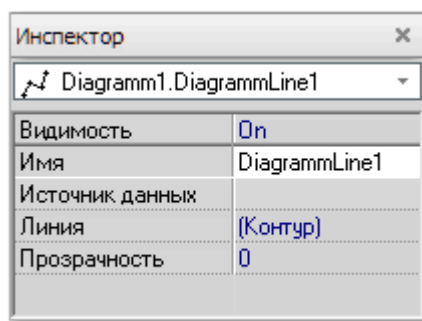 Инспектор
Diagramm1.DiagrammLine1
Видимость On
Имя DiagrammLine1
Источник данных
Линия (Контур)
Прозрачность 0